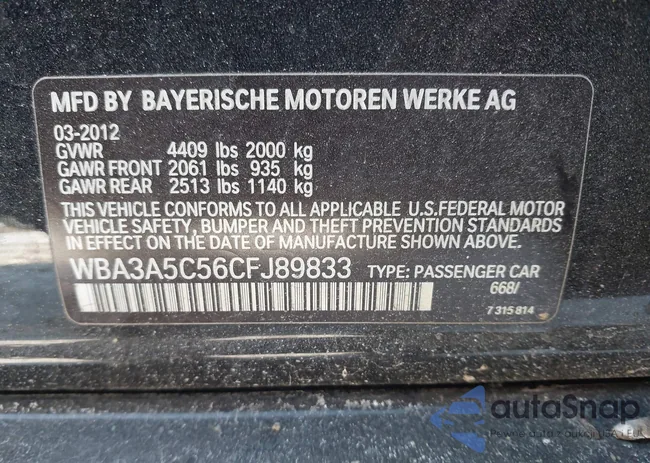 MFD BY BAYERISCHE MOTOREN WERKE AG
03-2012
GVWR 4409 lbs 2000 kg
GAWR FRONT 2061 lbs 935 kg
GAWR REAR 2513 lbs 1140 kg
THIS VEHICLE CONFORMS TO ALL APPLICABLE U.S.FEDERAL MOTOR
VEHICLE SAFETY, BUMPER AND THEFT PREVENTION STANDARDS
IN EFFECT ON THE DATE OF MANUFACTURE SHOWN ABOVE.
WBA3A5C56CFJ89833 TYPE: PASSENGER CAR
668/
7 315 814
autoSnap